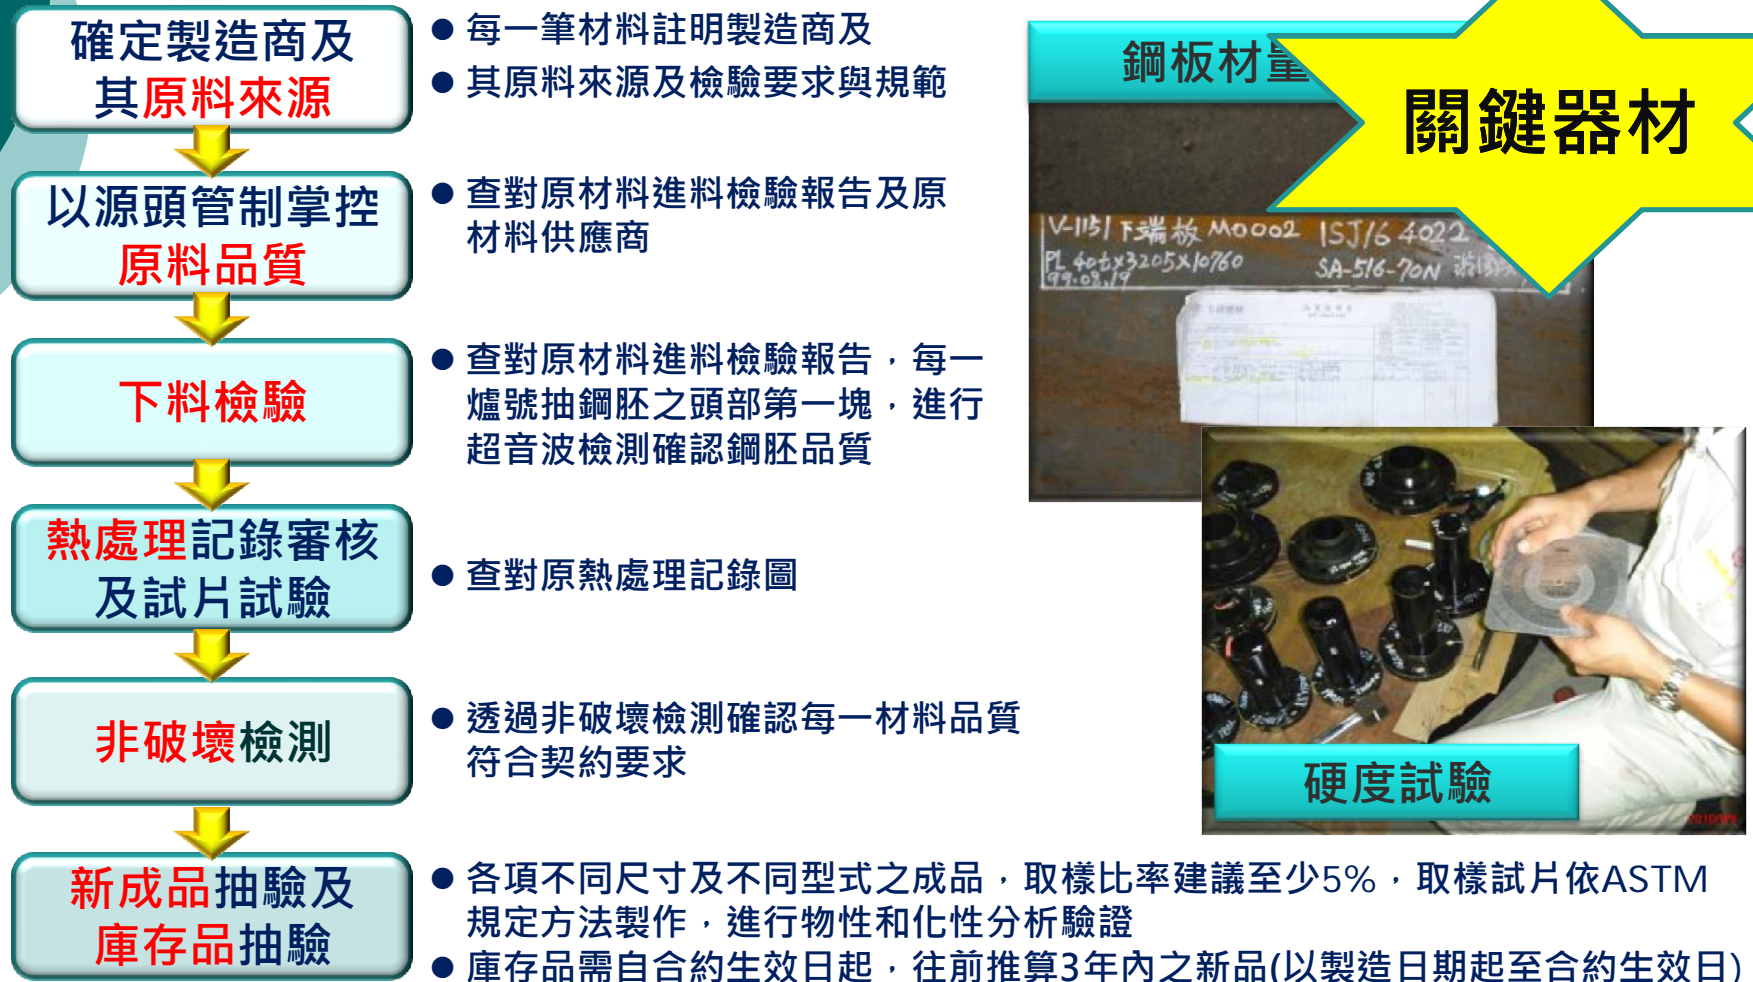 確定製造商及
其原料來源
● 每一筆材料註明製造商及
● 其原料來源及檢驗要求與規範
以源頭管制掌控
原料品質
● 查對原材料進料檢驗報告及原
材料供應商
下料檢驗
● 查對原材料進料檢驗報告，每一
爐號抽鋼胚之頭部第一塊，進行
超音波檢測確認鋼胚品質
熱處理記錄審核
及試片試驗
● 查對原熱處理記錄圖
非破壞檢測
● 透過非破壞檢測確認每一材料品質
符合契約要求
新成品抽驗及
庫存品抽驗
● 各項不同尺寸及不同型式之成品，取樣比率建議至少5%，取樣試片依ASTM
規定方法製作，進行物性和化性分析驗證
● 庫存品需自合約生效日起，往前推算3年內之新品(以製造日期起至合約生效日)
鋼板材量
關鍵器材
V-1151 下端板 M0002 1SJ16 4022
PL 40tx3205x10760 SA-516-70N
99.08.19
硬度試驗